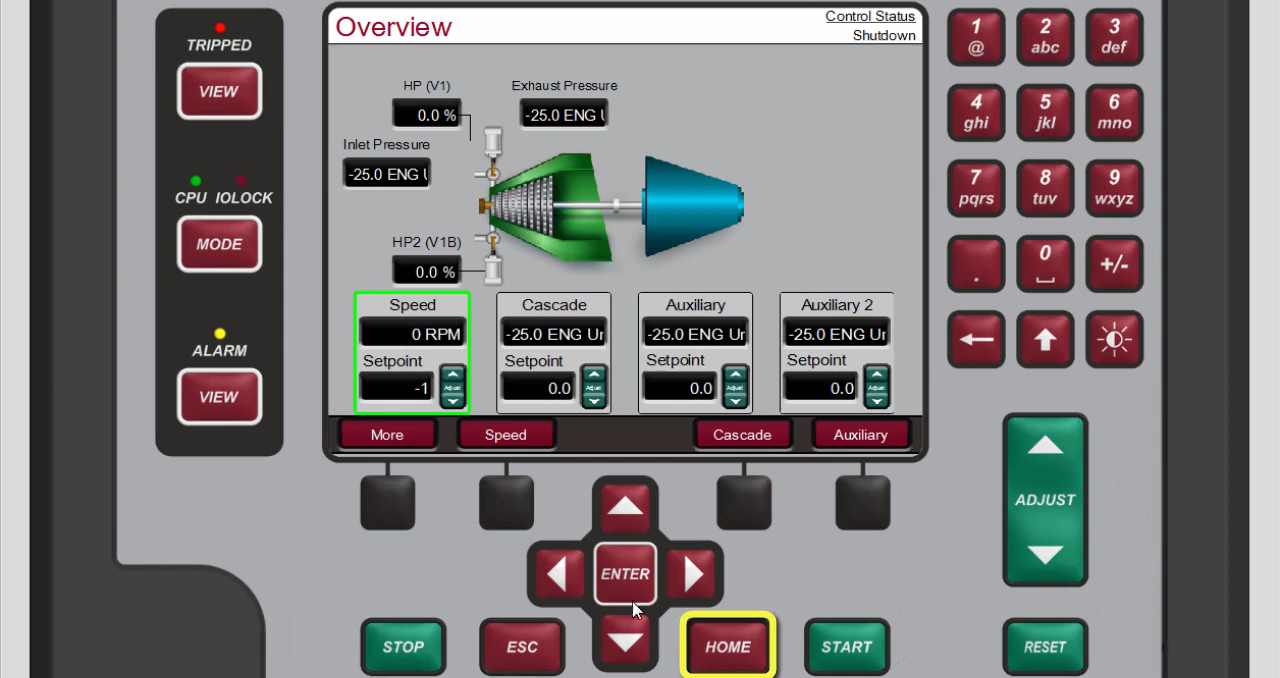 TRIPPED
VIEW
CPU IOLOCK
MODE
ALARM
VIEW
Overview
Control Status
Shutdown
HP (V1)
0.0 %
Exhaust Pressure
-25.0 ENG
Inlet Pressure
-25.0 ENG
HP2 (V1B)
0.0 %
Speed
0 RPM
Setpoint
-1
Adjust
Cascade
-25.0 ENG Ur
Setpoint
0.0
Adjust
Auxiliary
-25.0 ENG Ur
Setpoint
0.0
Adjust
Auxiliary 2
-25.0 ENG Ur
Setpoint
0.0
Adjust
More
Speed
Cascade
Auxiliary
1
@
2
abc
3
def
4
ghi
5
jkl
6
mno
7
pqrs
8
tuv
9
wxyz
.
0
+/-
ADJUST
ENTER
STOP
ESC
HOME
START
RESET